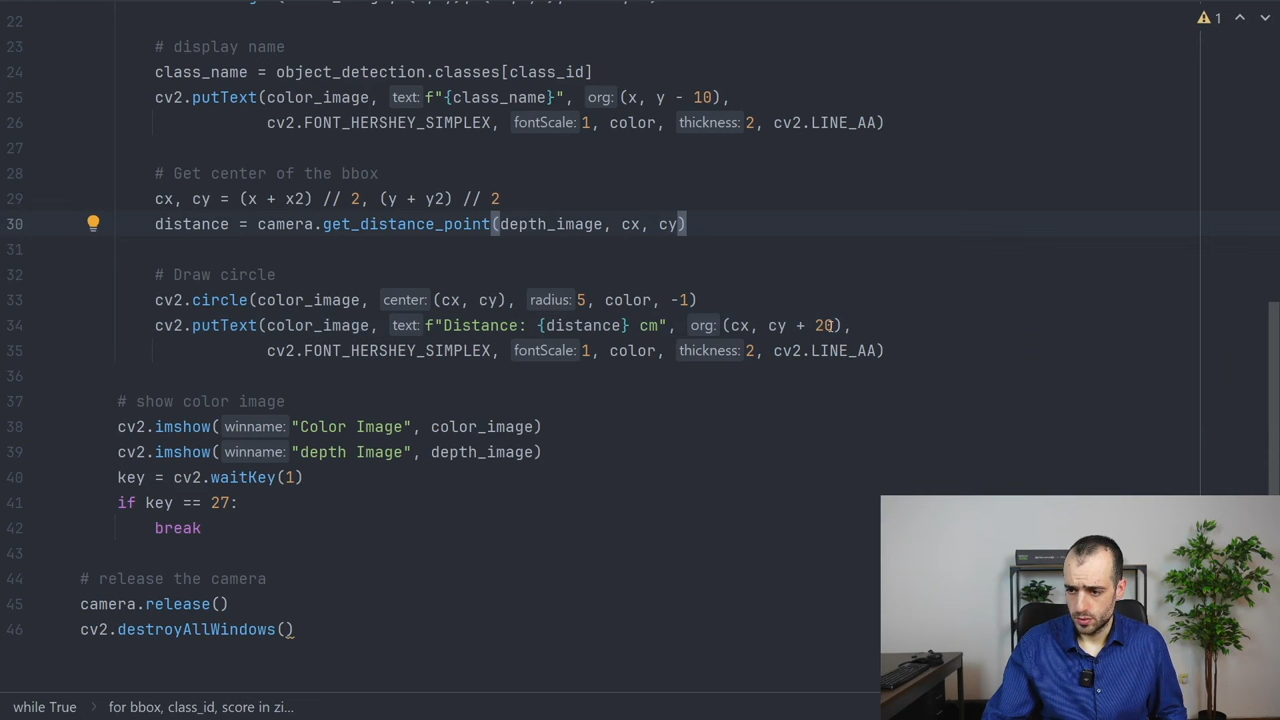 22
⚠ 1
23 # display name
24 class_name = object_detection.classes[class_id]
25 cv2.putText(color_image, text: f"{class_name}", org: (x, y - 10),
26 cv2.FONT_HERSHEY_SIMPLEX, fontScale: 1, color, thickness: 2, cv2.LINE_AA)
27
28 # Get center of the bbox
29 cx, cy = (x + x2) // 2, (y + y2) // 2
30 distance = camera.get_distance_point(depth_image, cx, cy)
31
32 # Draw circle
33 cv2.circle(color_image, center: (cx, cy), radius: 5, color, -1)
34 cv2.putText(color_image, text: f"Distance: {distance} cm", org: (cx, cy + 20),
35 cv2.FONT_HERSHEY_SIMPLEX, fontScale: 1, color, thickness: 2, cv2.LINE_AA)
36
37 # show color image
38 cv2.imshow( winname: "Color Image", color_image)
39 cv2.imshow( winname: "depth Image", depth_image)
40 key = cv2.waitKey(1)
41 if key == 27:
42 break
43
44 # release the camera
45 camera.release()
46 cv2.destroyAllWindows()
while True > for bbox, class_id, score in zi...